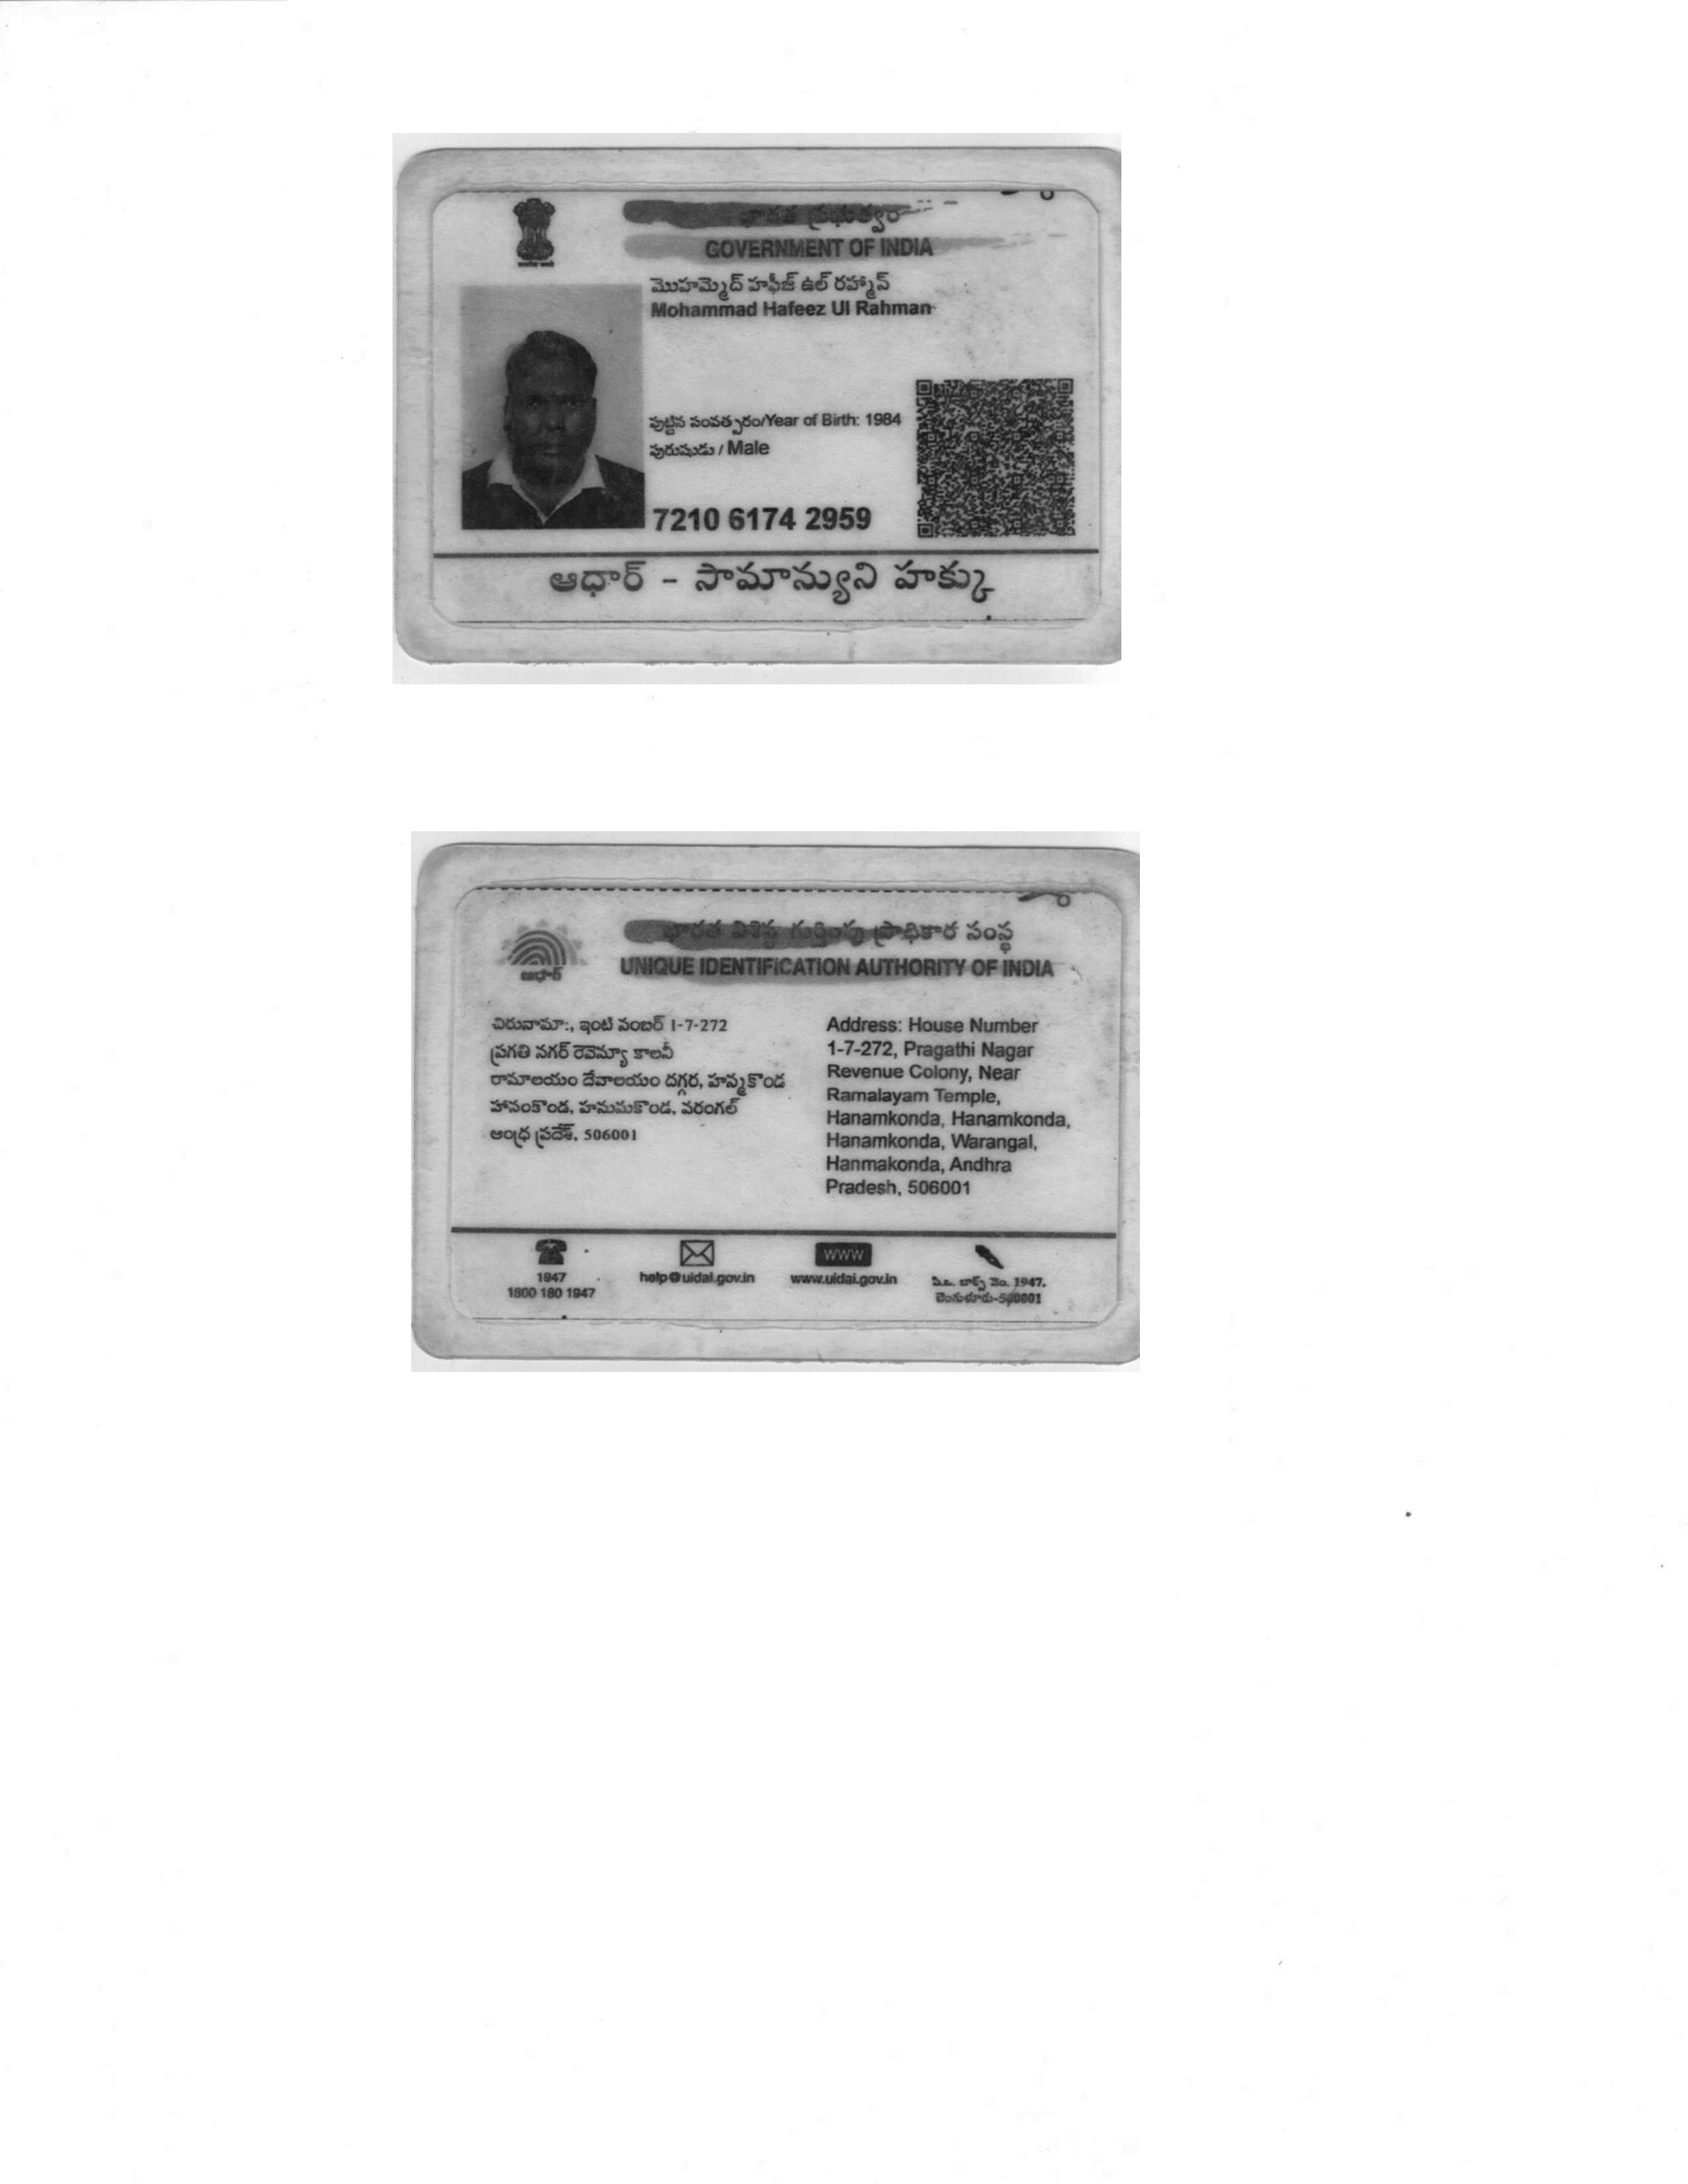 భారత ప్రభుత్వం
GOVERNMENT OF INDIA
మొహమ్మెద్ హఫీజ్ ఉల్ రహ్మాన్
Mohammad Hafeez Ul Rahman
పుట్టిన సంవత్సరం/Year of Birth: 1984
పురుషుడు / Male
7210 6174 2959
ఆధార్ - సామాన్యుని హక్కు
భారత విశిష్ట గుర్తింపు ప్రాధికార సంస్థ
ఆధార్
UNIQUE IDENTIFICATION AUTHORITY OF INDIA
చిరునామా:, ఇంటి నంబర్ 1-7-272
ప్రగతి నగర్ రెవెన్యూ కాలనీ
రామాలయం దేవాలయం దగ్గర, హన్మకొండ
హానంకొండ, హనుమకొండ, వరంగల్
ఆంధ్ర ప్రదేశ్, 506001
Address: House Number
1-7-272, Pragathi Nagar
Revenue Colony, Near
Ramalayam Temple,
Hanamkonda, Hanamkonda,
Hanamkonda, Warangal,
Hanmakonda, Andhra
Pradesh, 506001
1947
1800 180 1947
help@uidai.gov.in
WWW
www.uidai.gov.in
పి.ఒ. బాక్స్ నెం. 1947,
బెంగుళూరు-560001